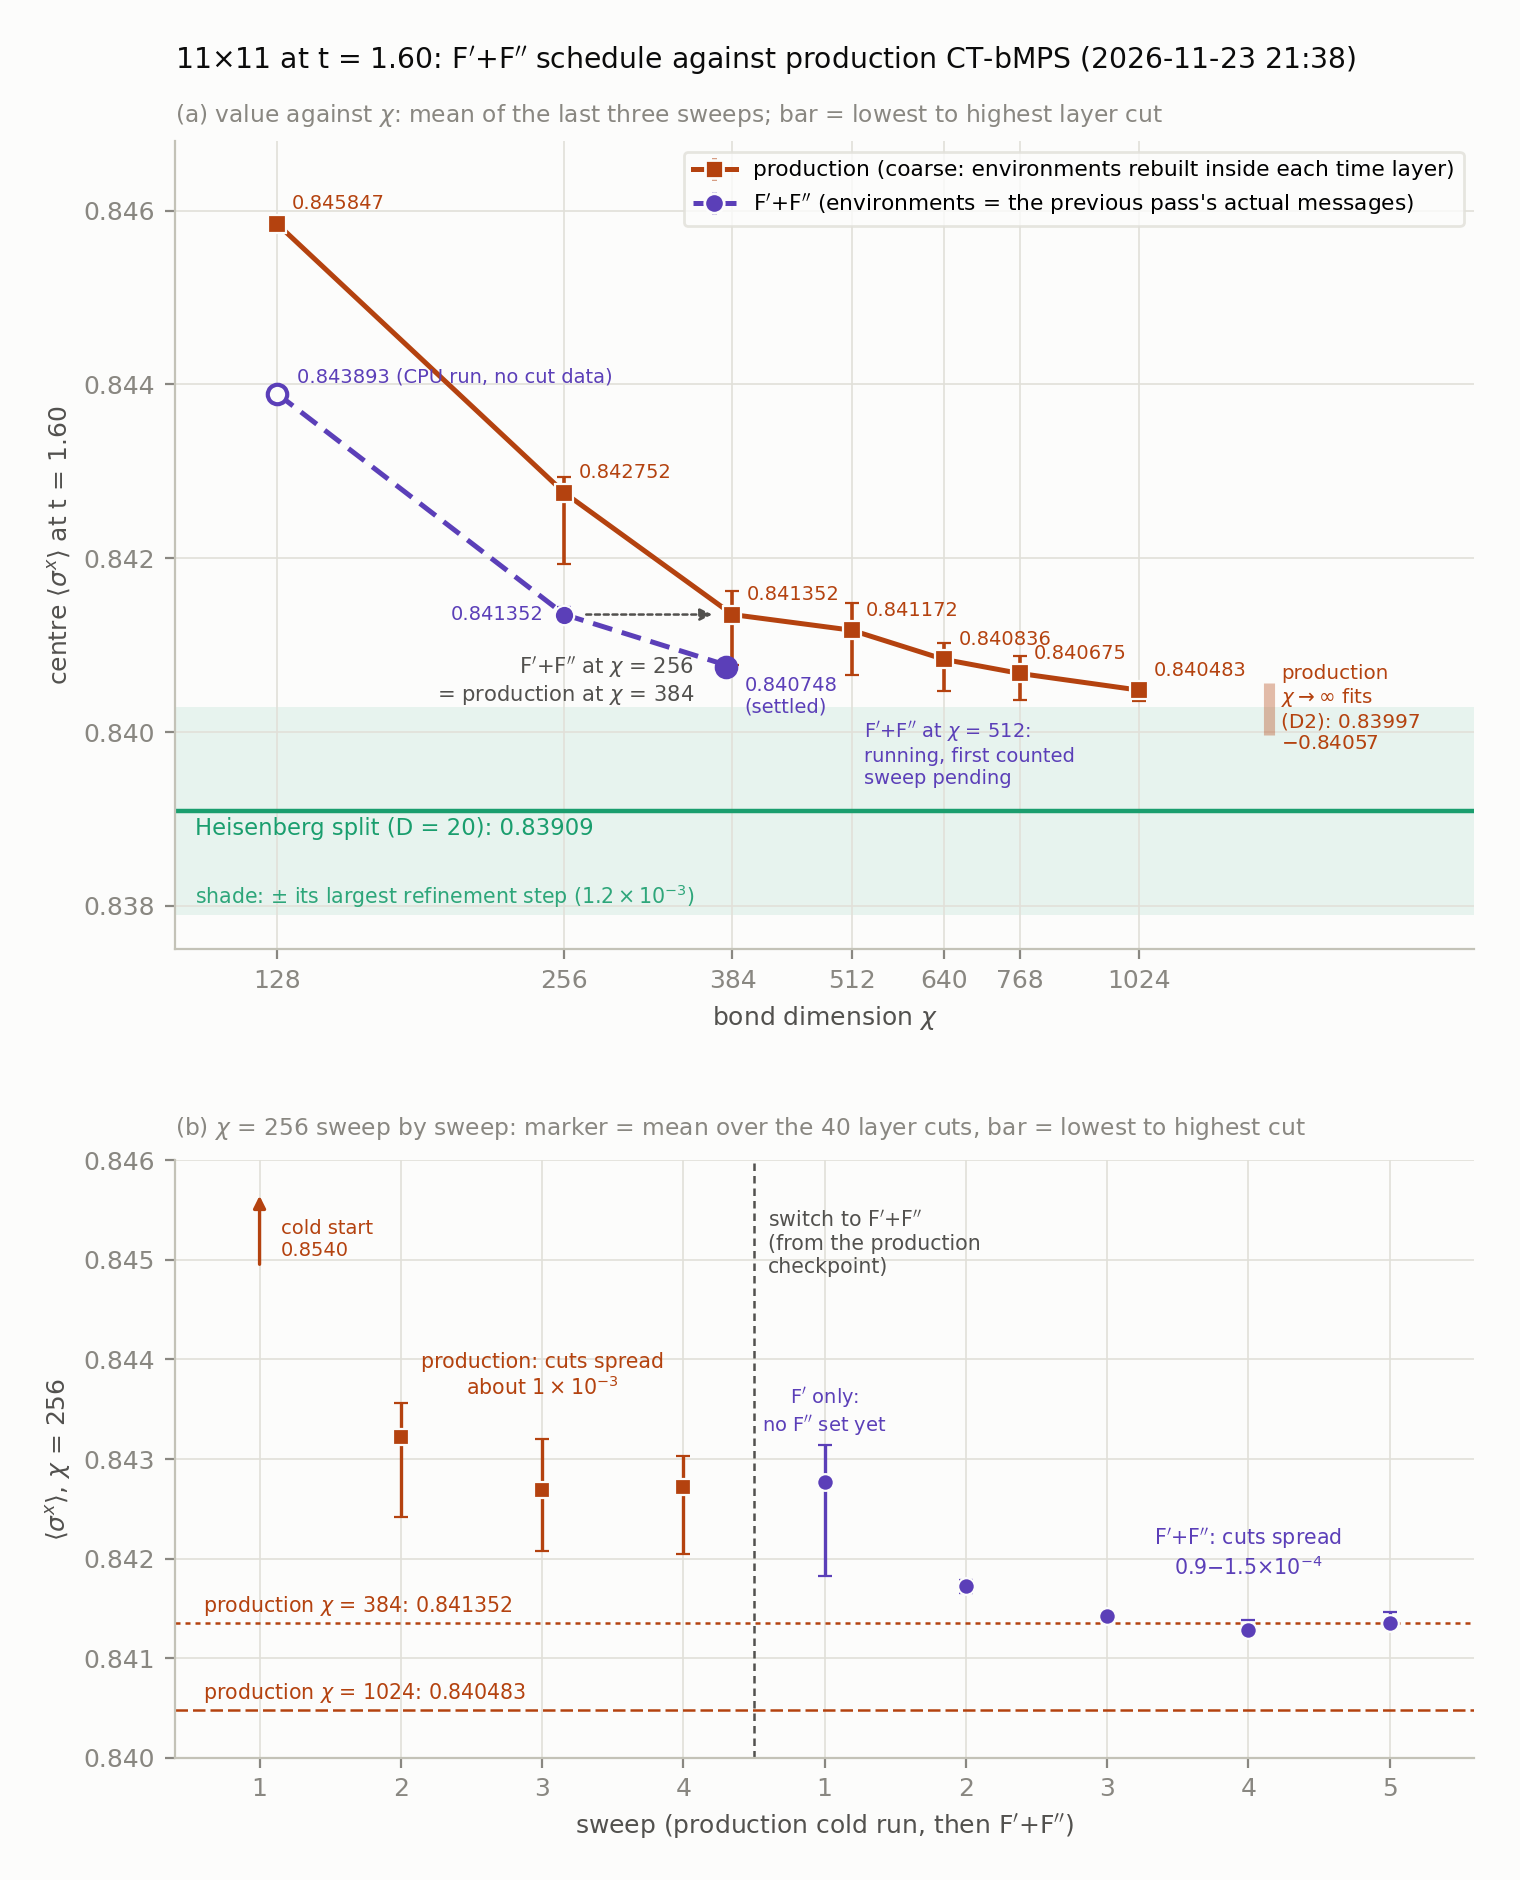 11×11 at t = 1.60: F′+F″ schedule against production CT-bMPS (2026-11-23 21:38)
(a) value against χ: mean of the last three sweeps; bar = lowest to highest layer cut
production (coarse: environments rebuilt inside each time layer)
F′+F″ (environments = the previous pass's actual messages)
centre ⟨σˣ⟩ at t = 1.60
0.846
0.844
0.842
0.840
0.838
0.845847
0.843893 (CPU run, no cut data)
0.842752
0.841352
0.841352
0.841172
0.840836
0.840675
0.840483
F′+F″ at χ = 256
= production at χ = 384
0.840748
(settled)
F′+F″ at χ = 512:
running, first counted
sweep pending
production
χ→∞ fits
(D2): 0.83997
−0.84057
Heisenberg split (D = 20): 0.83909
shade: ± its largest refinement step (1.2 × 10⁻³)
128 256 384 512 640 768 1024
bond dimension χ
(b) χ = 256 sweep by sweep: marker = mean over the 40 layer cuts, bar = lowest to highest cut
⟨σˣ⟩, χ = 256
0.846
0.845
0.844
0.843
0.842
0.841
0.840
cold start
0.8540
switch to F′+F″
(from the production
checkpoint)
production: cuts spread
about 1 × 10⁻³
F′ only:
no F″ set yet
F′+F″: cuts spread
0.9−1.5×10⁻⁴
production χ = 384: 0.841352
production χ = 1024: 0.840483
1 2 3 4 1 2 3 4 5
sweep (production cold run, then F′+F″)